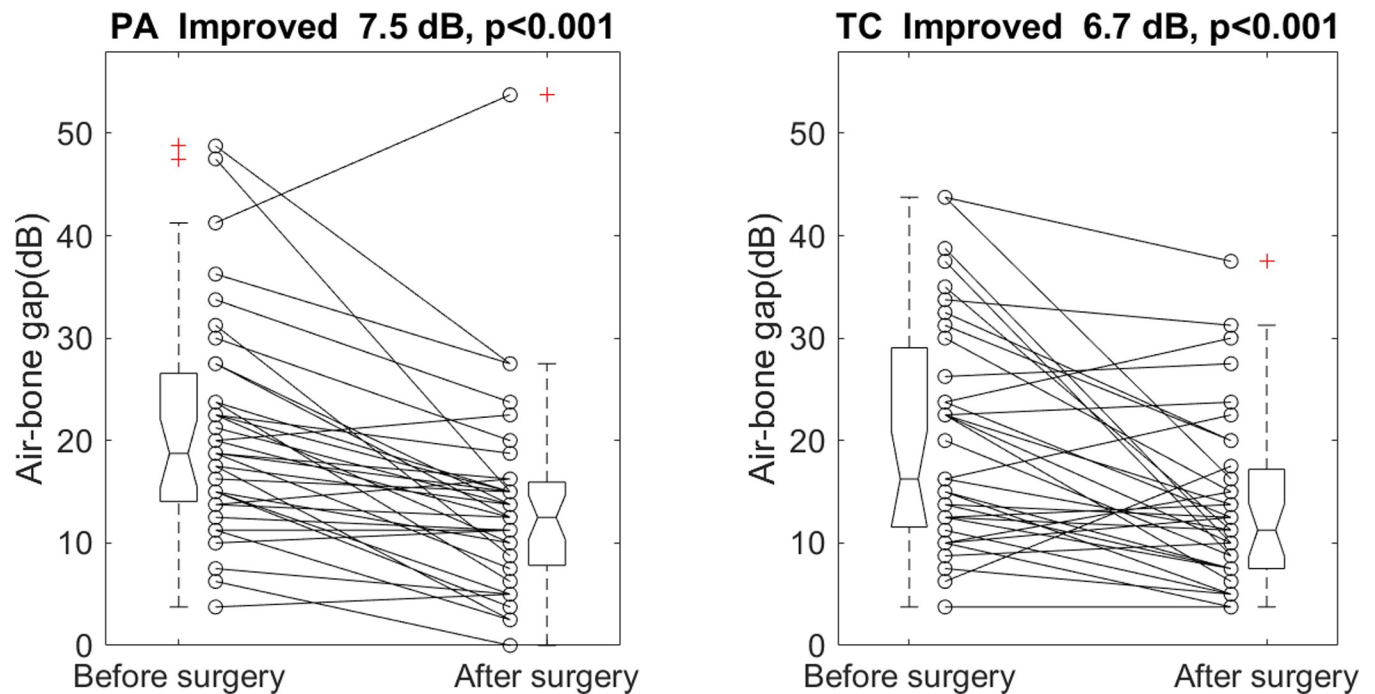 PA Improved 7.5 dB, p<0.001
Air-bone gap(dB)
50
40
30
20
10
0
Before surgery
After surgery
TC Improved 6.7 dB, p<0.001
Air-bone gap(dB)
50
40
30
20
10
0
Before surgery
After surgery